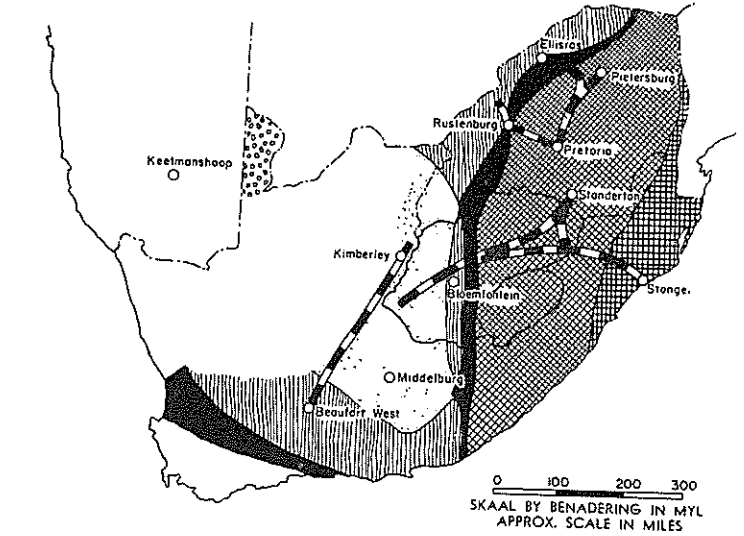 Ellisras
Pietersburg
Rustenburg
Pretoria
Keetmanshoop
Standerton
Kimberley
Bloemfontein
Stanger
Middelburg
Beaufort West
0 100 200 300
SKAAL BY BENADERING IN MYL
APPROX. SCALE IN MILES